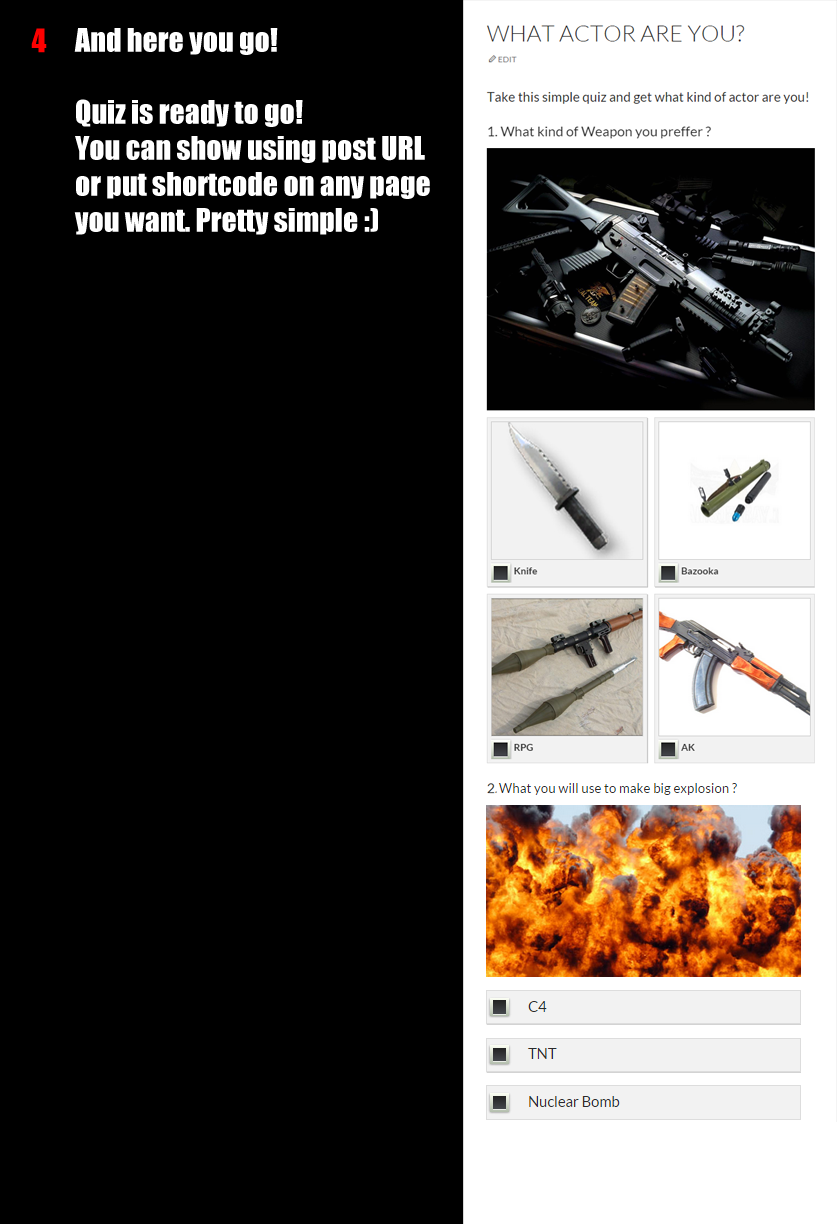 4 And here you go!
Quiz is ready to go!
You can show using post URL
or put shortcode on any page
you want. Pretty simple :)
WHAT ACTOR ARE YOU?
EDIT
Take this simple quiz and get what kind of actor are you!
1. What kind of Weapon you preffer ?
TEAM
Knife
Bazooka
RPG
AK
2. What you will use to make big explosion ?
C4
TNT
Nuclear Bomb